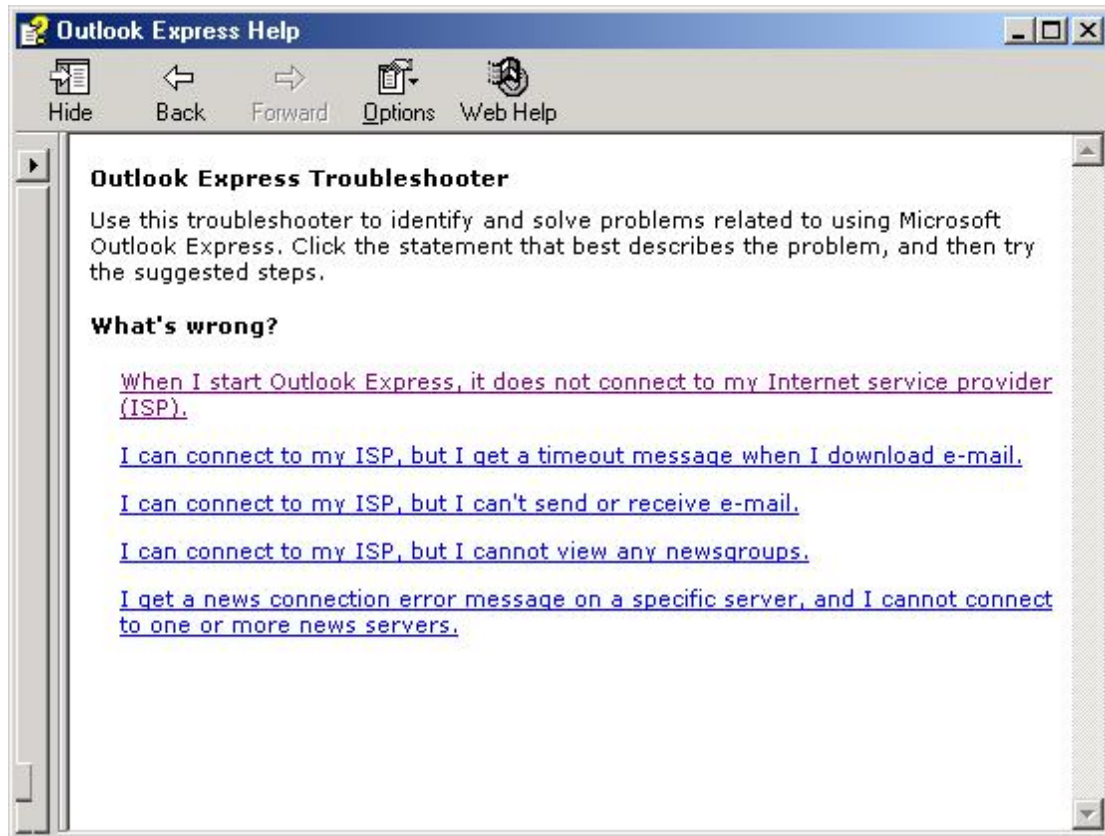 Outlook Express Help
Hide Back Forward Options Web Help
Outlook Express Troubleshooter
Use this troubleshooter to identify and solve problems related to using Microsoft
Outlook Express. Click the statement that best describes the problem, and then try
the suggested steps.
What's wrong?
When I start Outlook Express, it does not connect to my Internet service provider
(ISP).
I can connect to my ISP, but I get a timeout message when I download e-mail.
I can connect to my ISP, but I can't send or receive e-mail.
I can connect to my ISP, but I cannot view any newsgroups.
I get a news connection error message on a specific server, and I cannot connect
to one or more news servers.